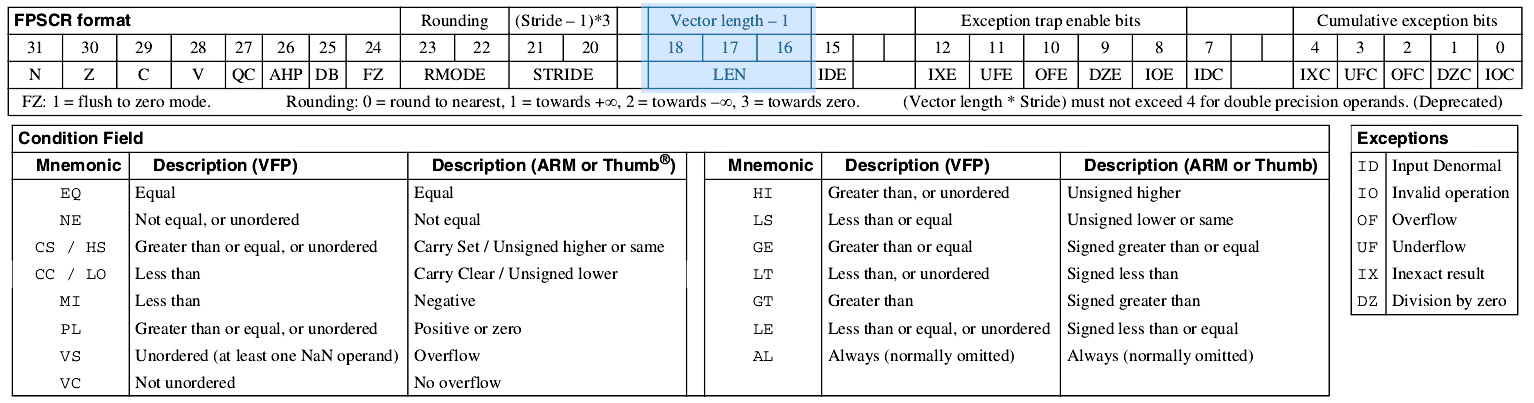 FPSCR format Rounding (Stride – 1)*3 Vector length – 1 Exception trap enable bits Cumulative exception bits
31 30 29 28 27 26 25 24 23 22 21 20 18 17 16 15 12 11 10 9 8 7 4 3 2 1 0
N Z C V QC AHP DB FZ RMODE STRIDE LEN IDE IXE UFE OFE DZE IOE IDC IXC UFC OFC DZC IOC
FZ: 1 = flush to zero mode. Rounding: 0 = round to nearest, 1 = towards +∞, 2 = towards –∞, 3 = towards zero. (Vector length * Stride) must not exceed 4 for double precision operands. (Deprecated)
Condition Field
Mnemonic Description (VFP) Description (ARM or Thumb®)
EQ Equal Equal
NE Not equal, or unordered Not equal
CS / HS Greater than or equal, or unordered Carry Set / Unsigned higher or same
CC / LO Less than Carry Clear / Unsigned lower
MI Less than Negative
PL Greater than or equal, or unordered Positive or zero
VS Unordered (at least one NaN operand) Overflow
VC Not unordered No overflow
Mnemonic Description (VFP) Description (ARM or Thumb)
HI Greater than, or unordered Unsigned higher
LS Less than or equal Unsigned lower or same
GE Greater than or equal Signed greater than or equal
LT Less than, or unordered Signed less than
GT Greater than Signed greater than
LE Less than or equal, or unordered Signed less than or equal
AL Always (normally omitted) Always (normally omitted)
Exceptions
ID Input Denormal
IO Invalid operation
OF Overflow
UF Underflow
IX Inexact result
DZ Division by zero